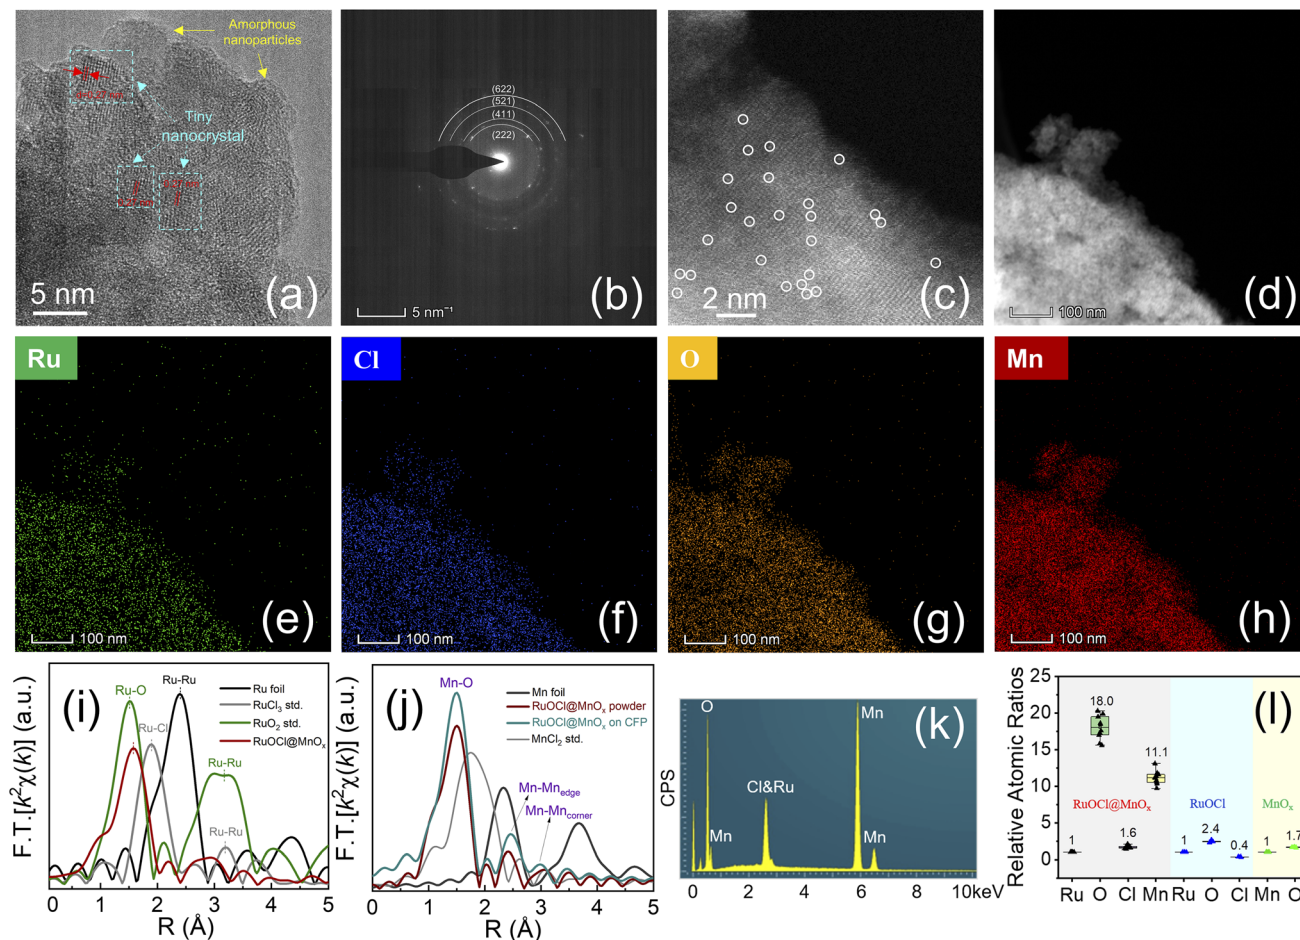 Amorphous
nanoparticles
Tiny
nanocrystal
0.27 nm
5 nm
(a)
(622)
(521)
(411)
(222)
5 nm⁻¹
(b)
2 nm
(c)
100 nm
(d)
Ru
100 nm
(e)
Cl
100 nm
(f)
O
100 nm
(g)
Mn
100 nm
(h)
(i)
Ru-O
Ru-Cl
Ru-Ru
Ru-Ru
Ru-Ru
Ru foil
RuCl₃ std.
RuO₂ std.
RuOCl@MnOₓ
F.T.[k²χ(k)] (a.u.)
0 1 2 3 4 5
R (Å)
(j)
Mn-O
Mn foil
RuOCl@MnOₓ powder
RuOCl@MnOₓ on CFP
MnCl₂ std.
Mn-Mn_edge
Mn-Mn_corner
F.T.[k²χ(k)] (a.u.)
0 1 2 3 4 5
R (Å)
(k)
CPS
O
Mn
Cl&Ru
Mn
Mn
0 2 4 6 8 10keV
(l)
Relative Atomic Ratios
25
20
15
10
5
0
18.0
11.1
RuOCl@MnOₓ
RuOCl
MnOₓ
1 1.6 1 2.4 0.4 1 1.7
Ru O Cl Mn Ru O Cl Mn O